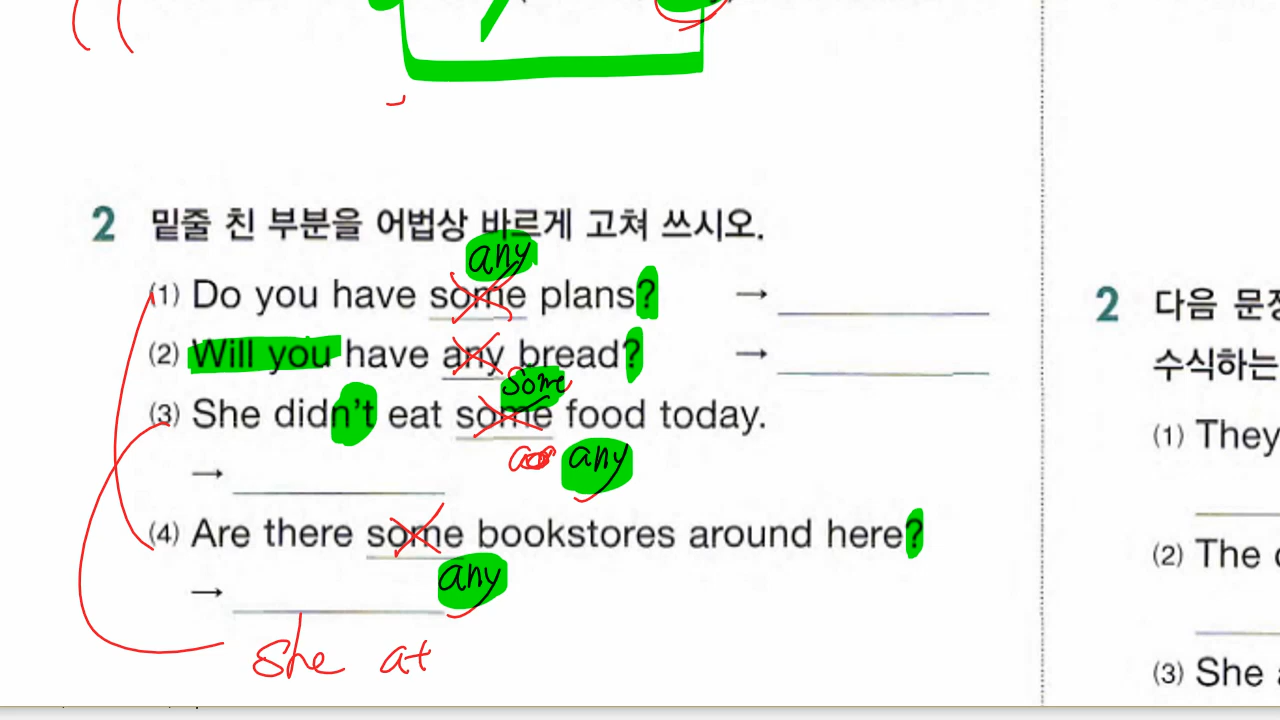 2 밑줄 친 부분을 어법상 바르게 고쳐 쓰시오.
any
(1) Do you have some plans? →
(2) Will you have any bread? →
some
(3) She didn't eat some food today.
any
→
(4) Are there some bookstores around here?
any
→
she at
2 다음 문장
수식하는
(1) They
(2) The
(3) She